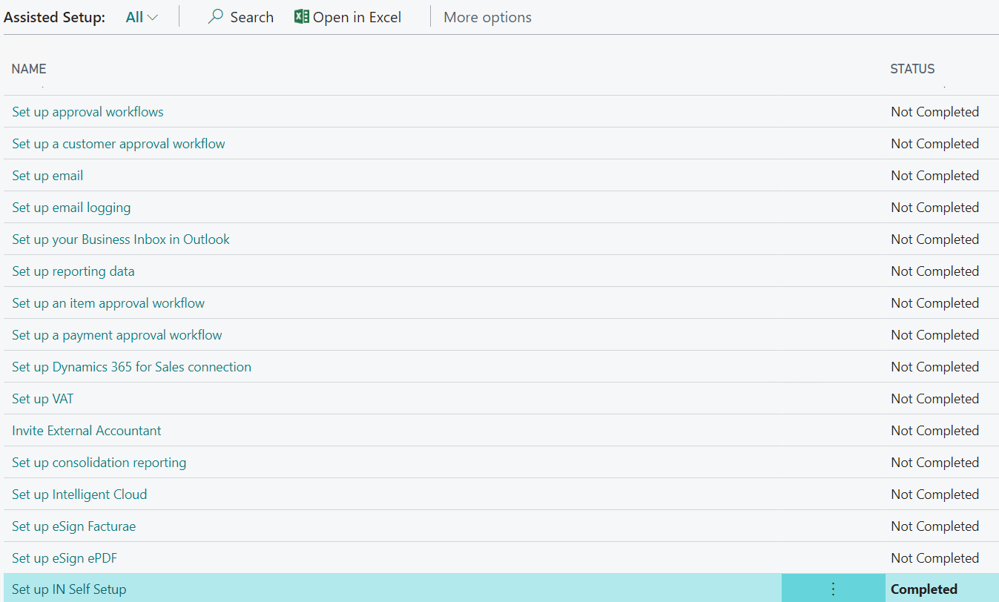 Assisted Setup: All Search Open in Excel More options
NAME STATUS
Set up approval workflows Not Completed
Set up a customer approval workflow Not Completed
Set up email Not Completed
Set up email logging Not Completed
Set up your Business Inbox in Outlook Not Completed
Set up reporting data Not Completed
Set up an item approval workflow Not Completed
Set up a payment approval workflow Not Completed
Set up Dynamics 365 for Sales connection Not Completed
Set up VAT Not Completed
Invite External Accountant Not Completed
Set up consolidation reporting Not Completed
Set up Intelligent Cloud Not Completed
Set up eSign Facturae Not Completed
Set up eSign ePDF Not Completed
Set up IN Self Setup Completed